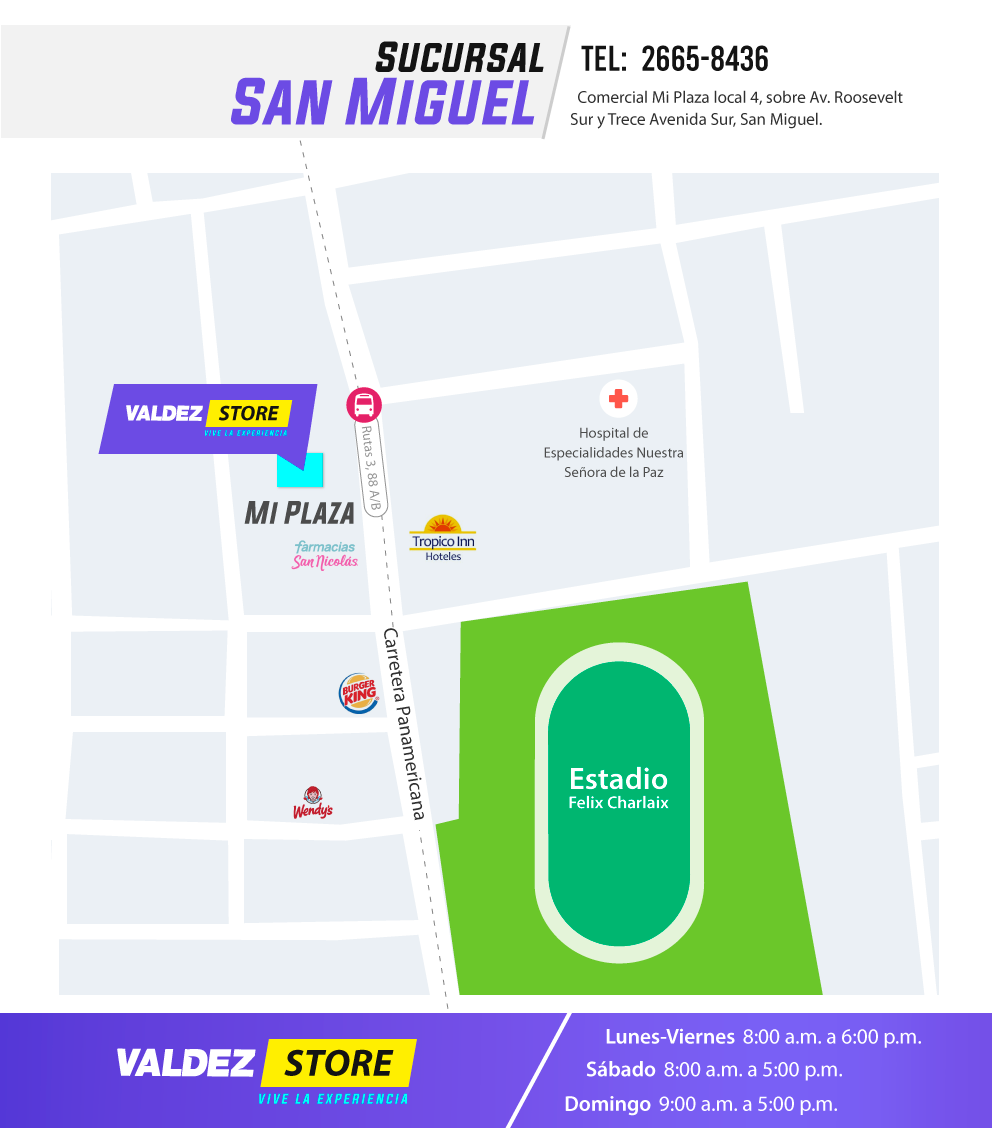 SUCURSAL
SAN MIGUEL
TEL: 2665-8436
Comercial Mi Plaza local 4, sobre Av. Roosevelt
Sur y Trece Avenida Sur, San Miguel.
VALDEZ STORE
VIVE LA EXPERIENCIA
Rutas 3, 88 A/B
Hospital de
Especialidades Nuestra
Señora de la Paz
MI PLAZA
farmacias
San Nicolás
Tropico Inn
Hoteles
Carretera Panamericana
BURGER
KING
Wendy's
Estadio
Felix Charlaix
VALDEZ STORE
VIVE LA EXPERIENCIA
Lunes-Viernes 8:00 a.m. a 6:00 p.m.
Sábado 8:00 a.m. a 5:00 p.m.
Domingo 9:00 a.m. a 5:00 p.m.